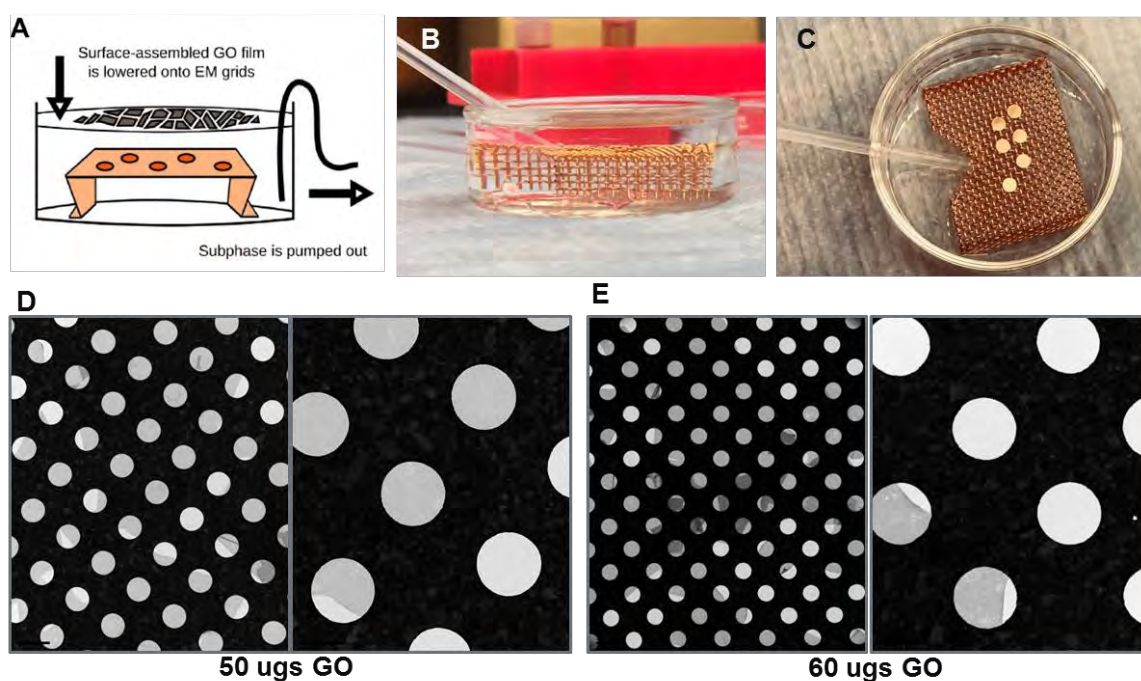 A
Surface-assembled GO film
is lowered onto EM grids
Subphase is pumped out
B
C
D
E
50 ugs GO
60 ugs GO